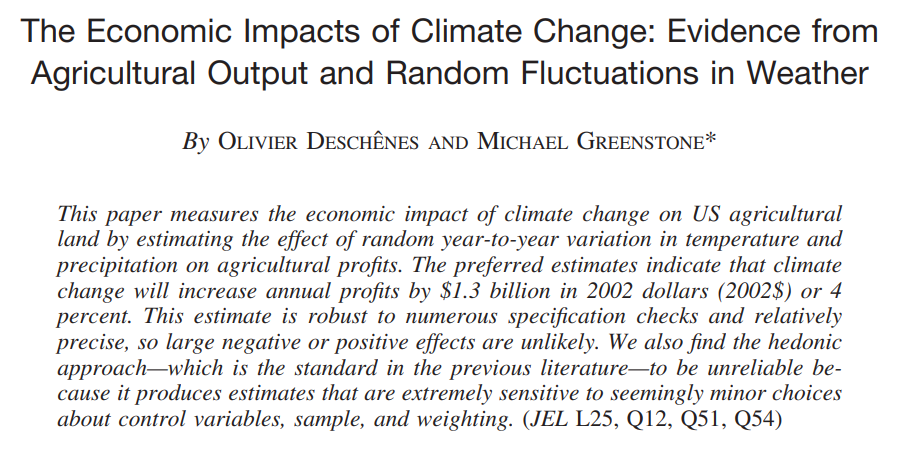 The Economic Impacts of Climate Change: Evidence from
Agricultural Output and Random Fluctuations in Weather
By OLIVIER DESCHÊNES AND MICHAEL GREENSTONE*
This paper measures the economic impact of climate change on US agricultural
land by estimating the effect of random year-to-year variation in temperature and
precipitation on agricultural profits. The preferred estimates indicate that climate
change will increase annual profits by $1.3 billion in 2002 dollars (2002$) or 4
percent. This estimate is robust to numerous specification checks and relatively
precise, so large negative or positive effects are unlikely. We also find the hedonic
approach—which is the standard in the previous literature—to be unreliable be-
cause it produces estimates that are extremely sensitive to seemingly minor choices
about control variables, sample, and weighting. (JEL L25, Q12, Q51, Q54)